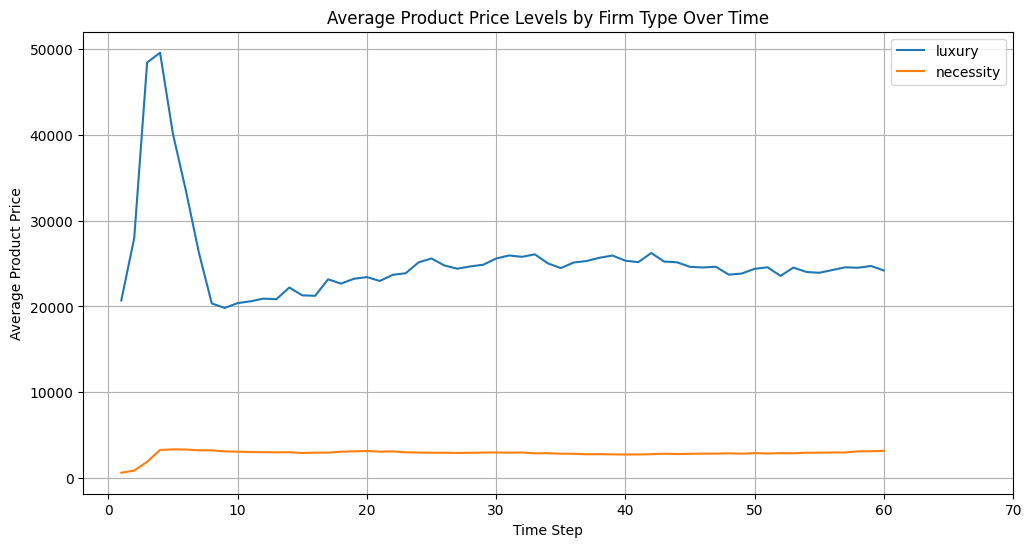 Average Product Price Levels by Firm Type Over Time
luxury
necessity
Average Product Price
50000
40000
30000
20000
10000
0
0 10 20 30 40 50 60 70
Time Step